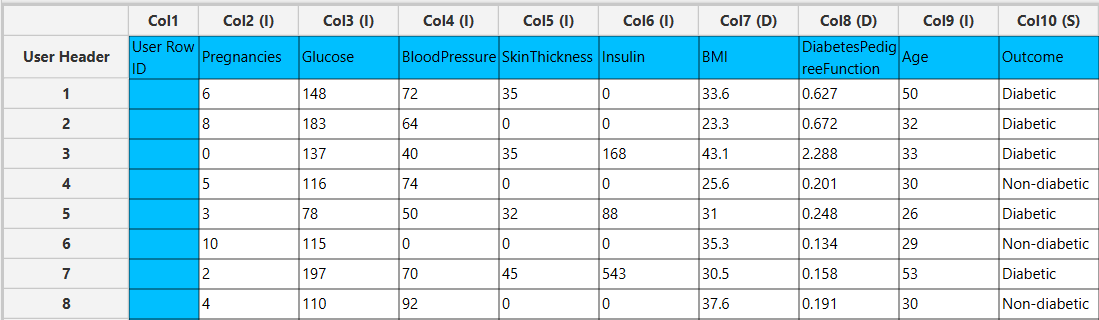 Col1 Col2 (I) Col3 (I) Col4 (I) Col5 (I) Col6 (I) Col7 (D) Col8 (D) Col9 (I) Col10 (S)
User Header User Row ID Pregnancies Glucose BloodPressure SkinThickness Insulin BMI DiabetesPedigreeFunction Age Outcome
1 6 148 72 35 0 33.6 0.627 50 Diabetic
2 8 183 64 0 0 23.3 0.672 32 Diabetic
3 0 137 40 35 168 43.1 2.288 33 Diabetic
4 5 116 74 0 0 25.6 0.201 30 Non-diabetic
5 3 78 50 32 88 31 0.248 26 Diabetic
6 10 115 0 0 0 35.3 0.134 29 Non-diabetic
7 2 197 70 45 543 30.5 0.158 53 Diabetic
8 4 110 92 0 0 37.6 0.191 30 Non-diabetic